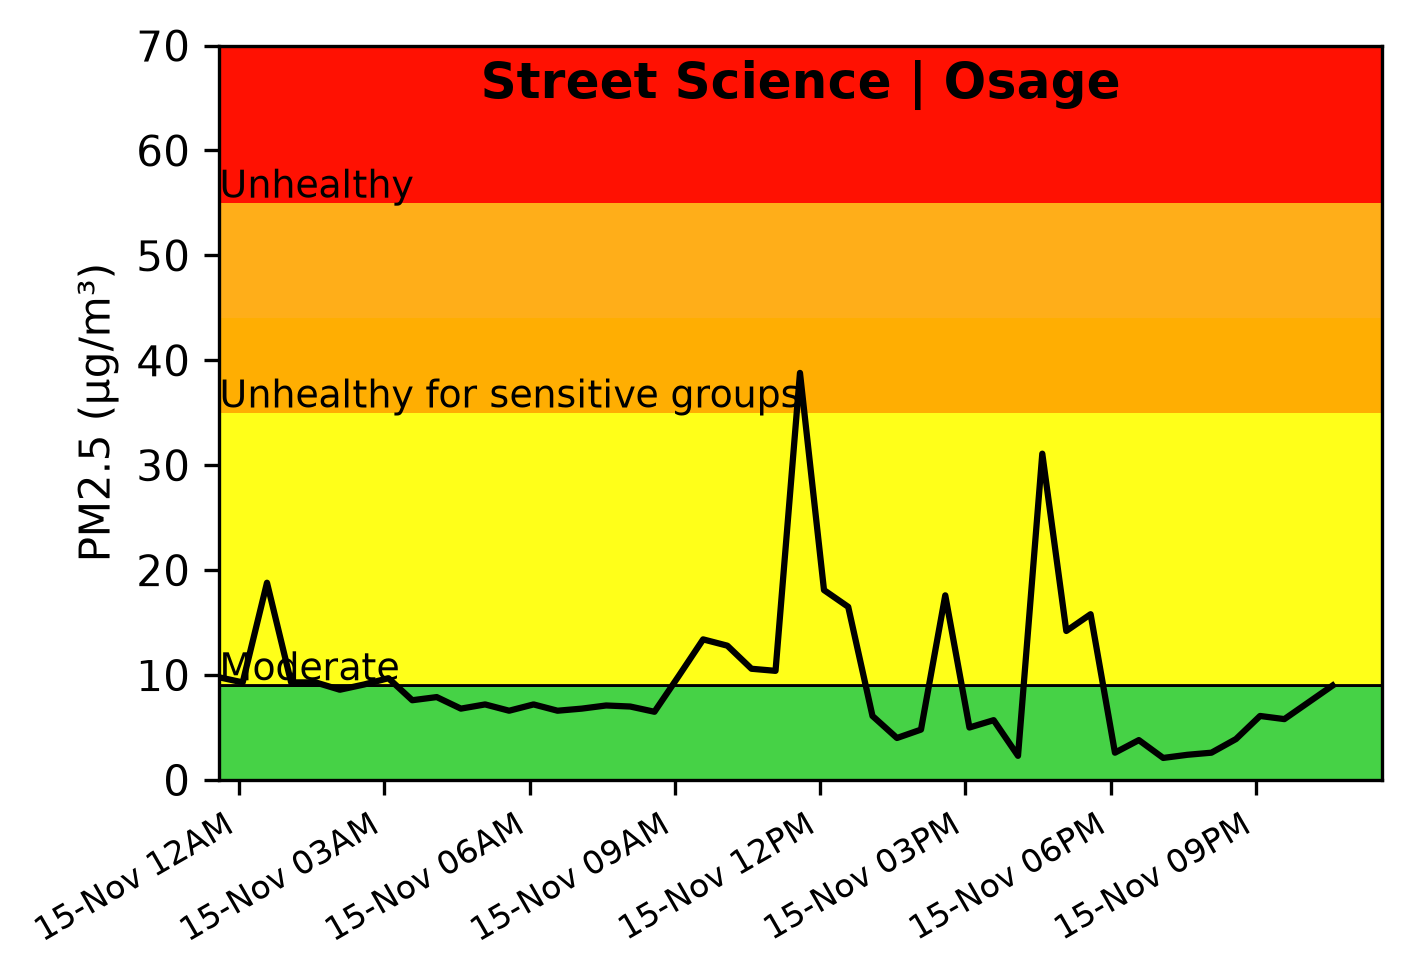 Street Science | Osage
70
60
50
40
30
20
10
0
PM2.5 (µg/m³)
Unhealthy
Unhealthy for sensitive groups
Moderate
15-Nov 12AM
15-Nov 03AM
15-Nov 06AM
15-Nov 09AM
15-Nov 12PM
15-Nov 03PM
15-Nov 06PM
15-Nov 09PM